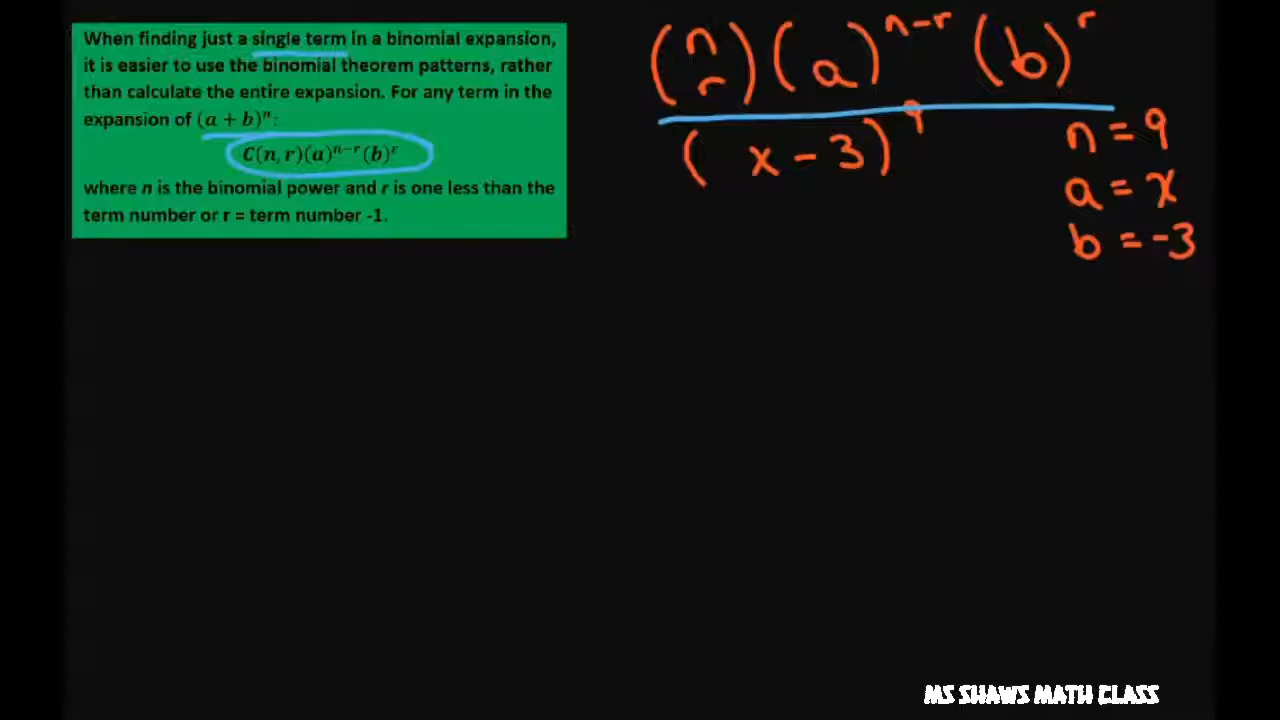 When finding just a single term in a binomial expansion,
it is easier to use the binomial theorem patterns, rather
than calculate the entire expansion. For any term in the
expansion of (a + b)ⁿ:
C(n, r)(a)ⁿ⁻ʳ(b)ʳ
where n is the binomial power and r is one less than the
term number or r = term number -1.
(n r)(a)ⁿ⁻ʳ (b)ʳ
(x - 3)⁹
n = 9
a = x
b = -3
MS SHAWS MATH CLASS